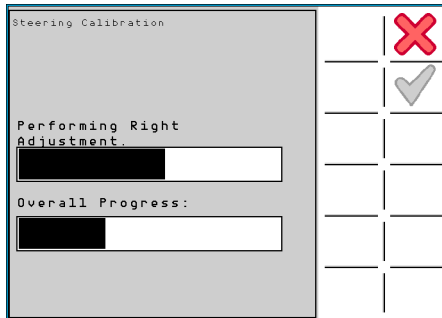 Steering Calibration
Performing Right
Adjustment.
Overall Progress: